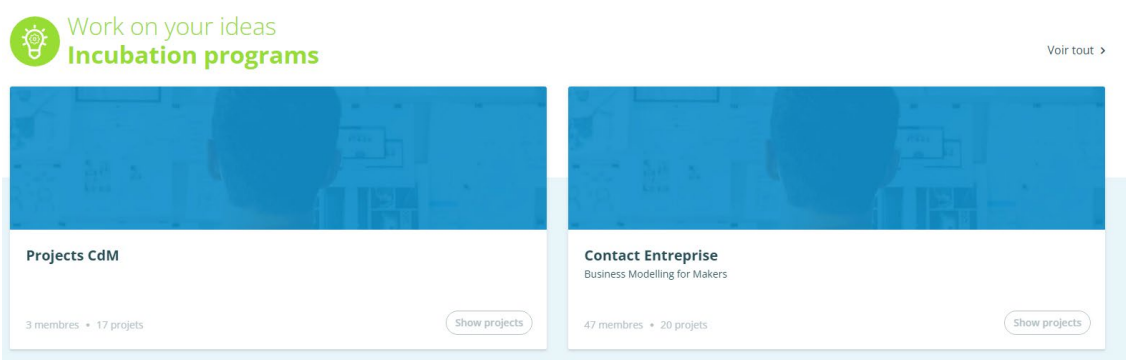 Work on your ideas
Incubation programs
Voir tout
Projects CdM
3 membres • 17 projets
Show projects
Contact Entreprise
Business Modelling for Makers
47 membres • 20 projets
Show projects